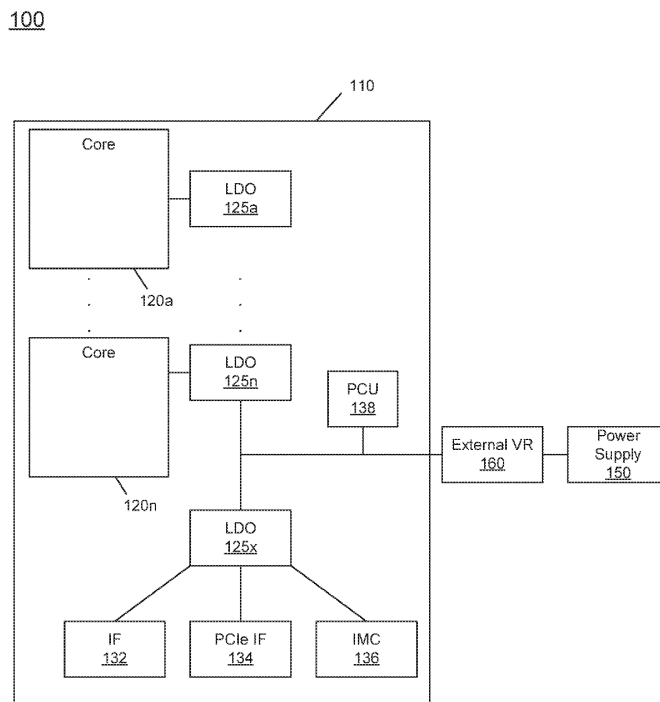 100
110
Core
LDO
125a
120a
Core
LDO
125n
PCU
138
External VR
160
Power
Supply
150
120n
LDO
125x
IF
132
PCIe IF
134
IMC
136